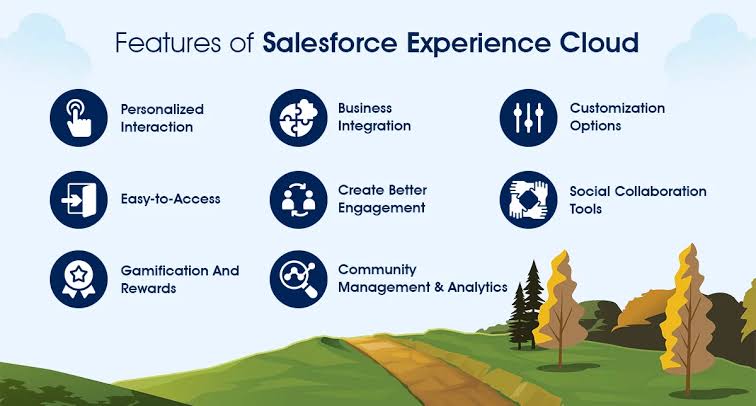 Features of Salesforce Experience Cloud
Personalized
Interaction
Business
Integration
Customization
Options
Easy-to-Access
Create Better
Engagement
Social Collaboration
Tools
Gamification And
Rewards
Community
Management & Analytics